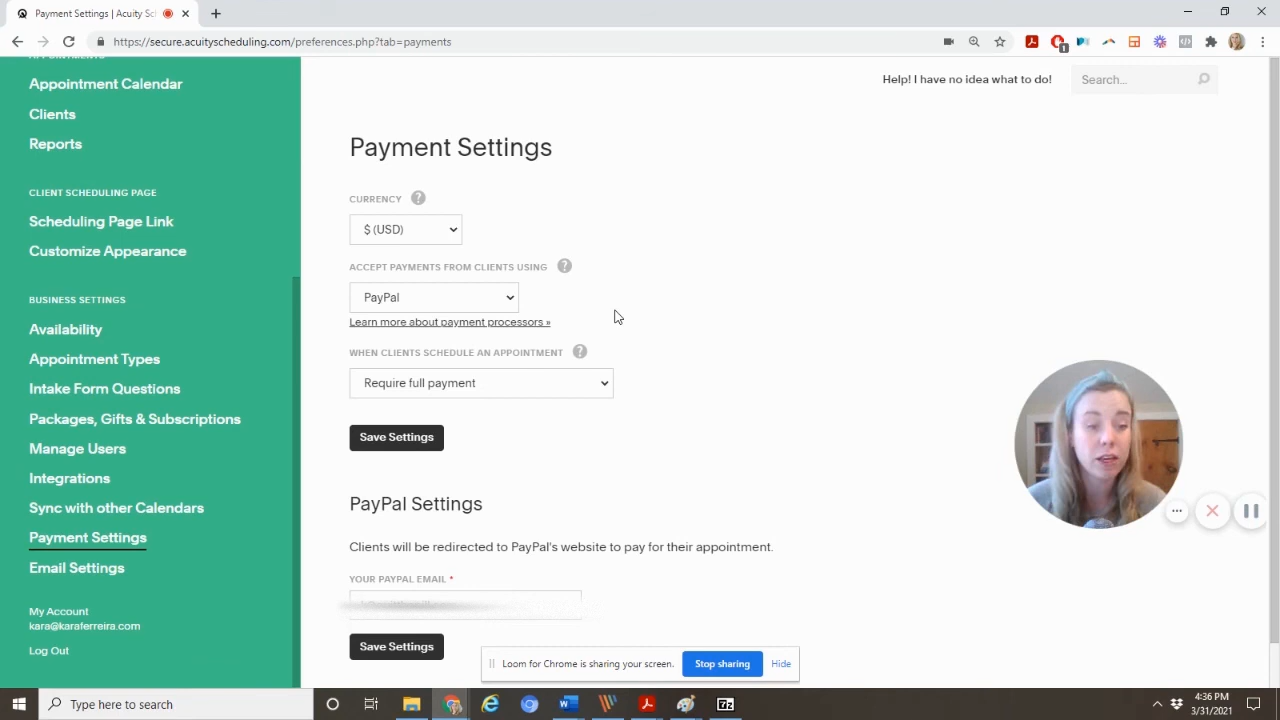 Payment Settings | Acuity Sch
https://secure.acuityscheduling.com/preferences.php?tab=payments
1
APPOINTMENTS
Appointment Calendar
Clients
Reports
CLIENT SCHEDULING PAGE
Scheduling Page Link
Customize Appearance
BUSINESS SETTINGS
Availability
Appointment Types
Intake Form Questions
Packages, Gifts & Subscriptions
Manage Users
Integrations
Sync with other Calendars
Payment Settings
Email Settings
My Account
kara@karaferreira.com
Log Out
Help! I have no idea what to do!
Search...
Payment Settings
CURRENCY ?
$ (USD)
ACCEPT PAYMENTS FROM CLIENTS USING ?
PayPal
Learn more about payment processors »
WHEN CLIENTS SCHEDULE AN APPOINTMENT ?
Require full payment
Save Settings
PayPal Settings
Clients will be redirected to PayPal's website to pay for their appointment.
YOUR PAYPAL EMAIL *
Save Settings
Loom for Chrome is sharing your screen.
Stop sharing
Hide
Type here to search
7z
4:36 PM
3/31/2021